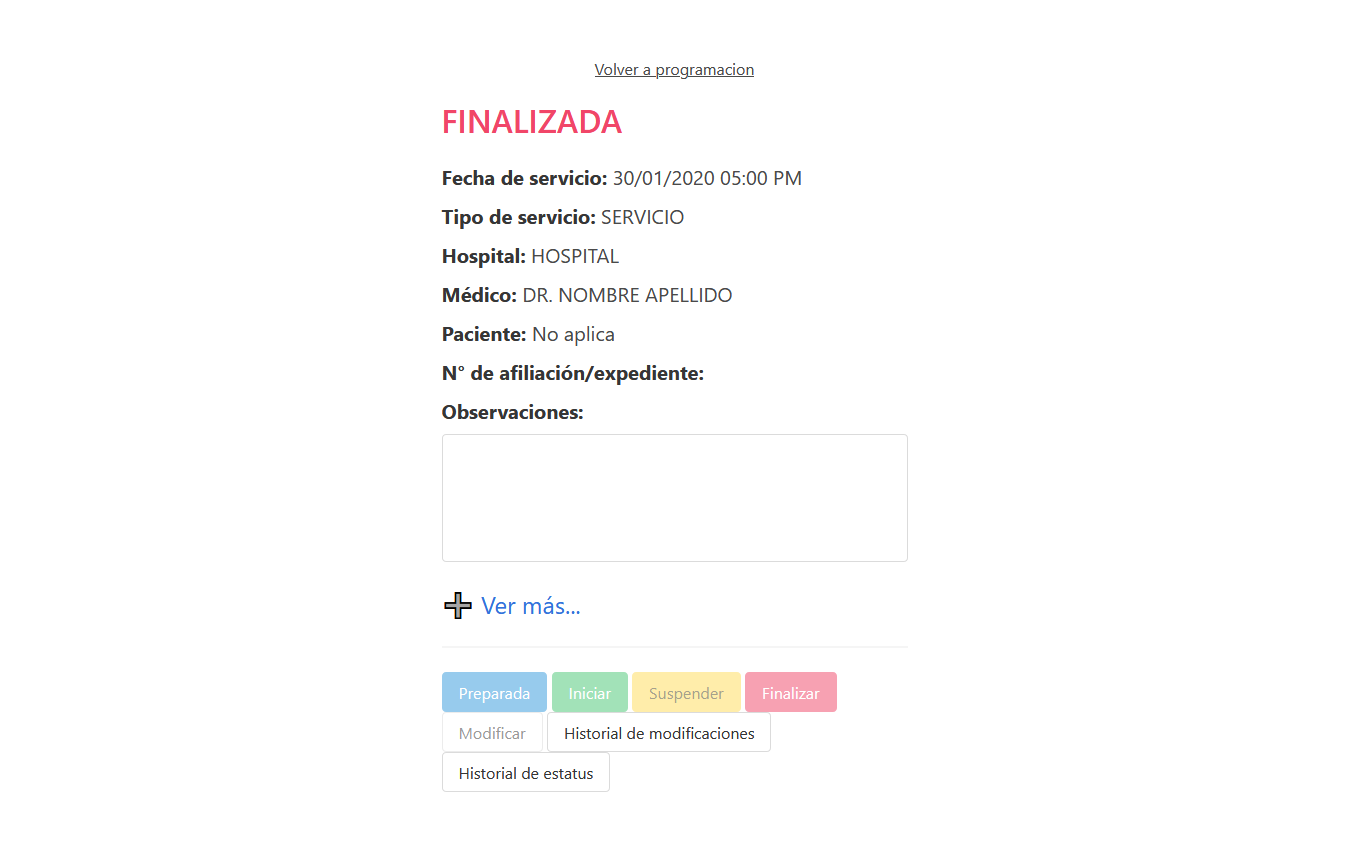 Volver a programacion
FINALIZADA
Fecha de servicio: 30/01/2020 05:00 PM
Tipo de servicio: SERVICIO
Hospital: HOSPITAL
Médico: DR. NOMBRE APELLIDO
Paciente: No aplica
N° de afiliación/expediente:
Observaciones:
Ver más...
Preparada Iniciar Suspender Finalizar
Modificar Historial de modificaciones
Historial de estatus